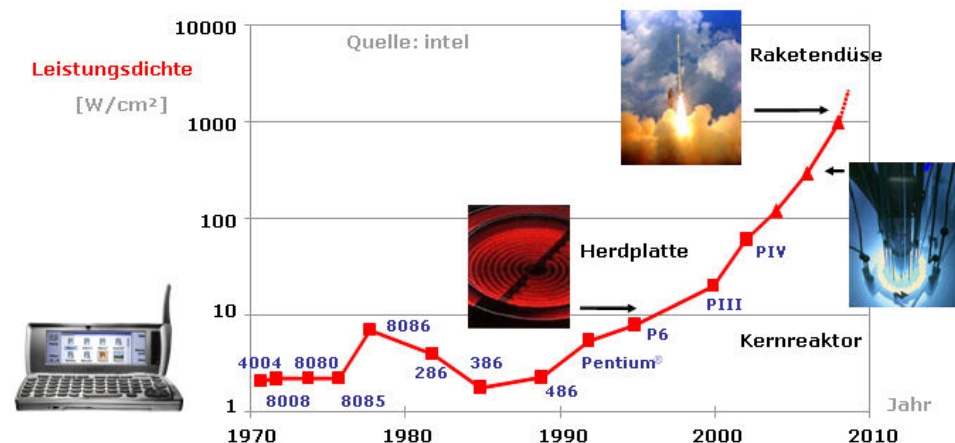 10000
Quelle: intel
Raketendüse
Leistungsdichte
[W/cm²]
1000
100
Herdplatte
PIV
PIII
10
8086
P6
Kernreaktor
4004
8080
386
Pentium®
286
486
8008
8085
1
Jahr
1970
1980
1990
2000
2010